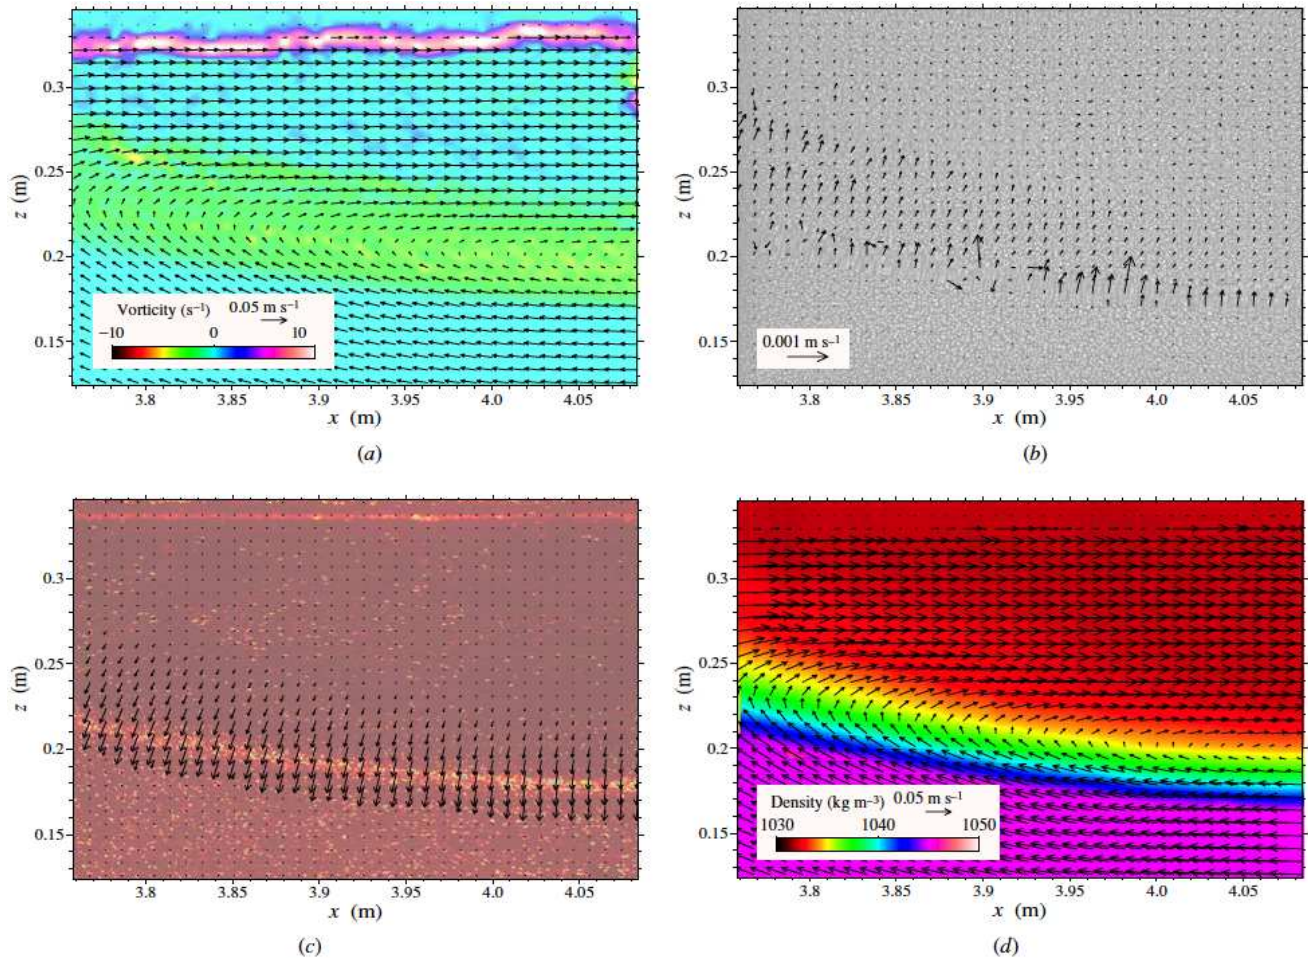 0.3
0.25
0.2
0.15
z (m)
Vorticity (s⁻¹) 0.05 m s⁻¹
−10 0 10
3.8 3.85 3.9 3.95 4.0 4.05
x (m)
(a)
0.3
0.25
0.2
0.15
z (m)
0.001 m s⁻¹
3.8 3.85 3.9 3.95 4.0 4.05
x (m)
(b)
0.3
0.25
0.2
0.15
z (m)
3.8 3.85 3.9 3.95 4.0 4.05
x (m)
(c)
0.3
0.25
0.2
0.15
z (m)
Density (kg m⁻³) 0.05 m s⁻¹
1030 1040 1050
3.8 3.85 3.9 3.95 4.0 4.05
x (m)
(d)